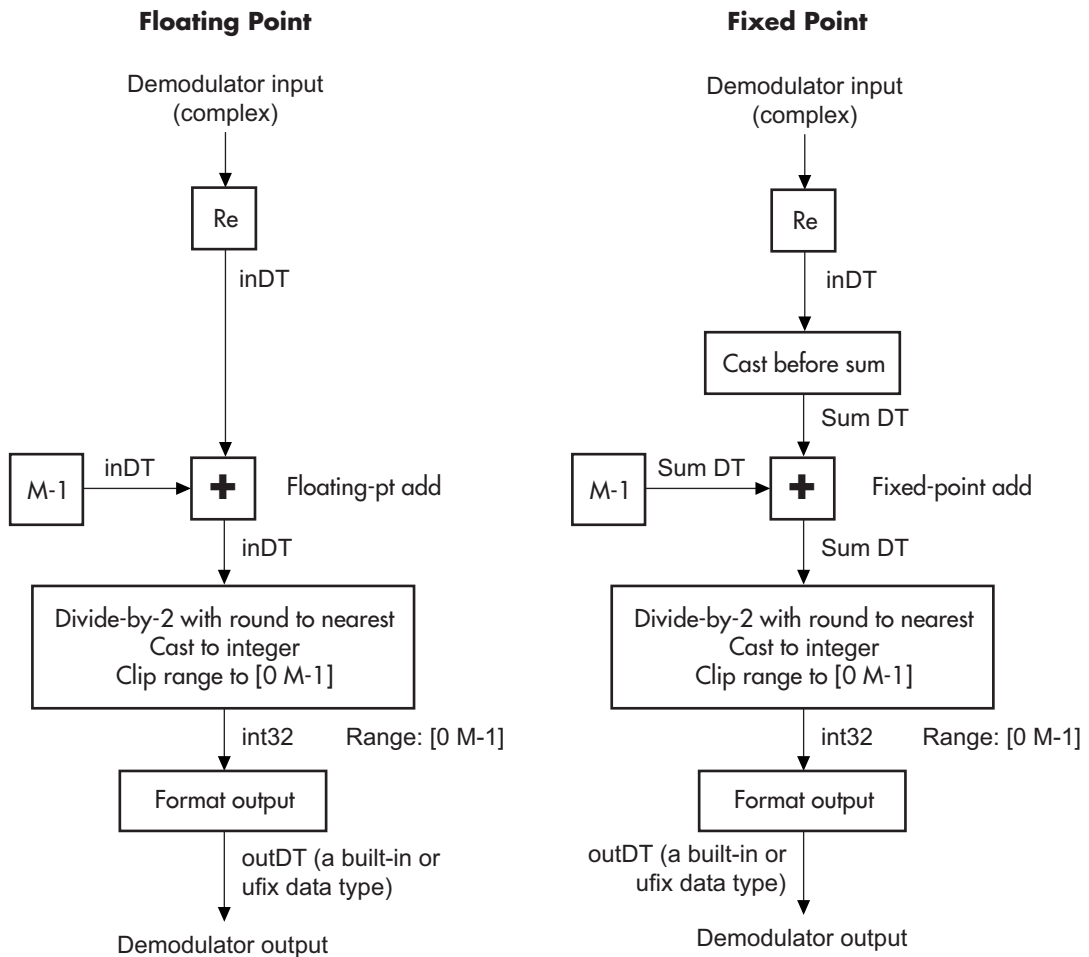 Floating Point
Demodulator input
(complex)
Re
inDT
M-1
inDT
+
Floating-pt add
inDT
Divide-by-2 with round to nearest
Cast to integer
Clip range to [0 M-1]
int32
Range: [0 M-1]
Format output
outDT (a built-in or
ufix data type)
Demodulator output
Fixed Point
Demodulator input
(complex)
Re
inDT
Cast before sum
Sum DT
M-1
Sum DT
+
Fixed-point add
Sum DT
Divide-by-2 with round to nearest
Cast to integer
Clip range to [0 M-1]
int32
Range: [0 M-1]
Format output
outDT (a built-in or
ufix data type)
Demodulator output